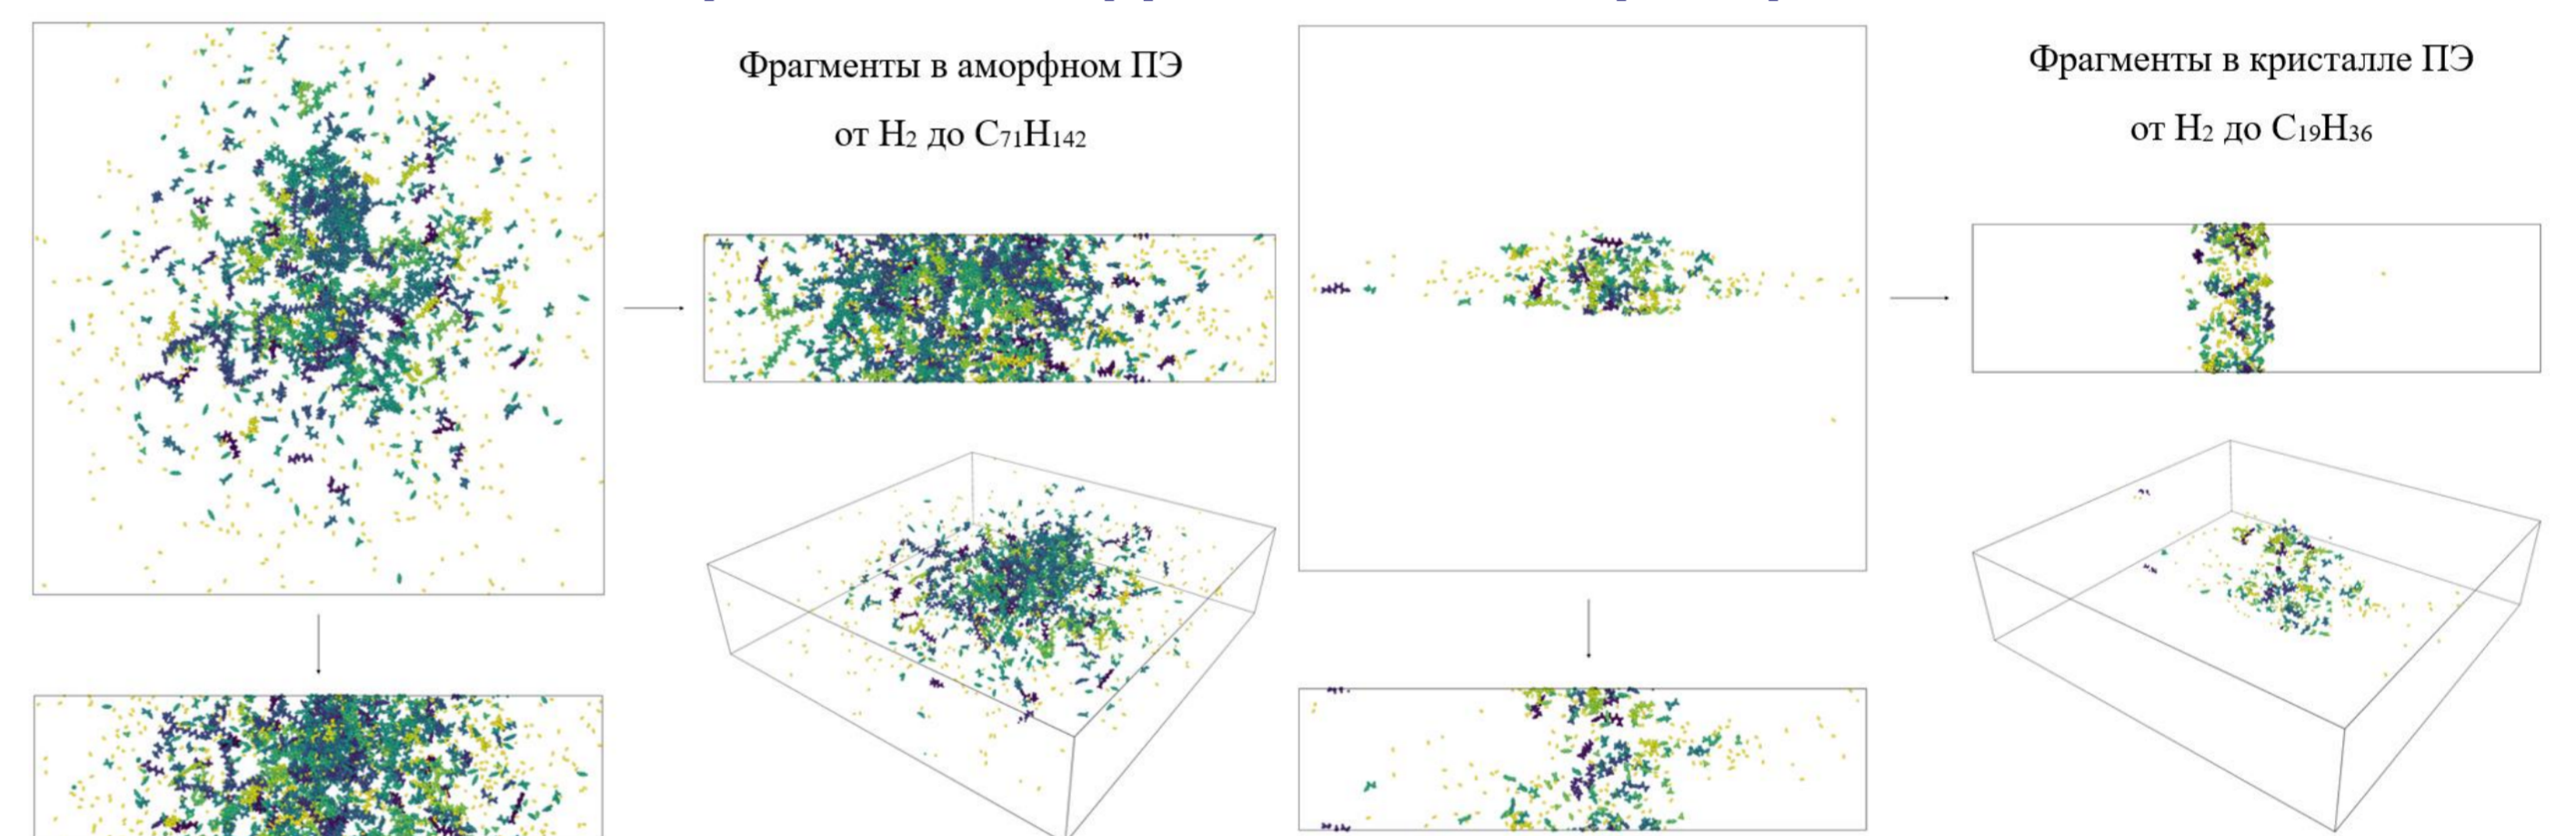 Фрагменты в аморфном ПЭ
от H₂ до C₇₁H₁₄₂
Фрагменты в кристалле ПЭ
от H₂ до C₁₉H₃₆